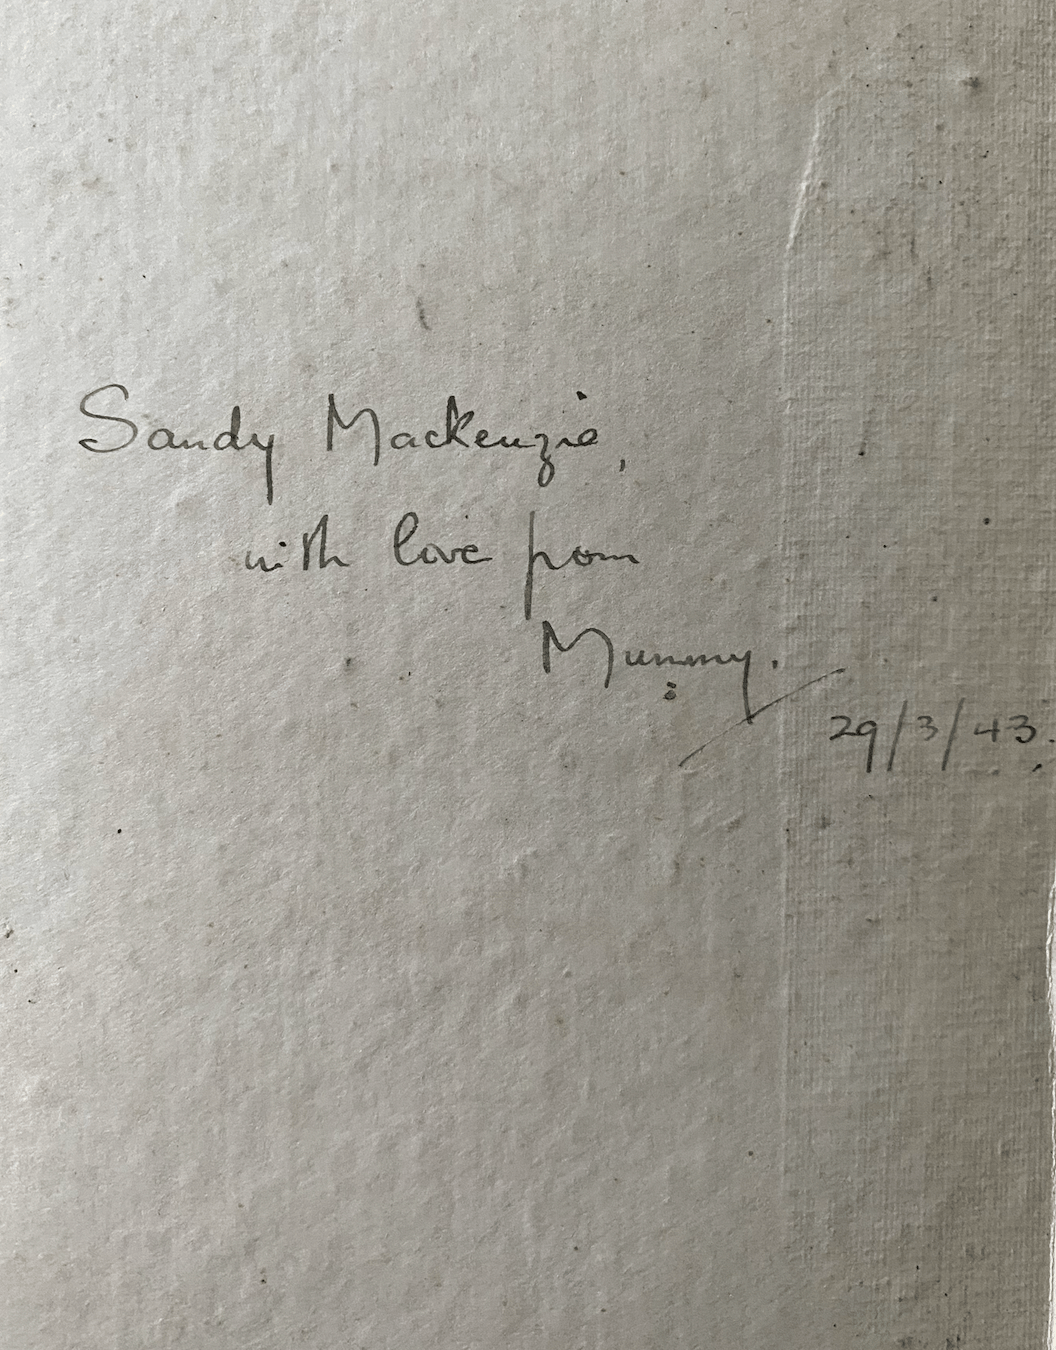 Sandy Mackenzie,
with love from
Mummy.
29/3/43.